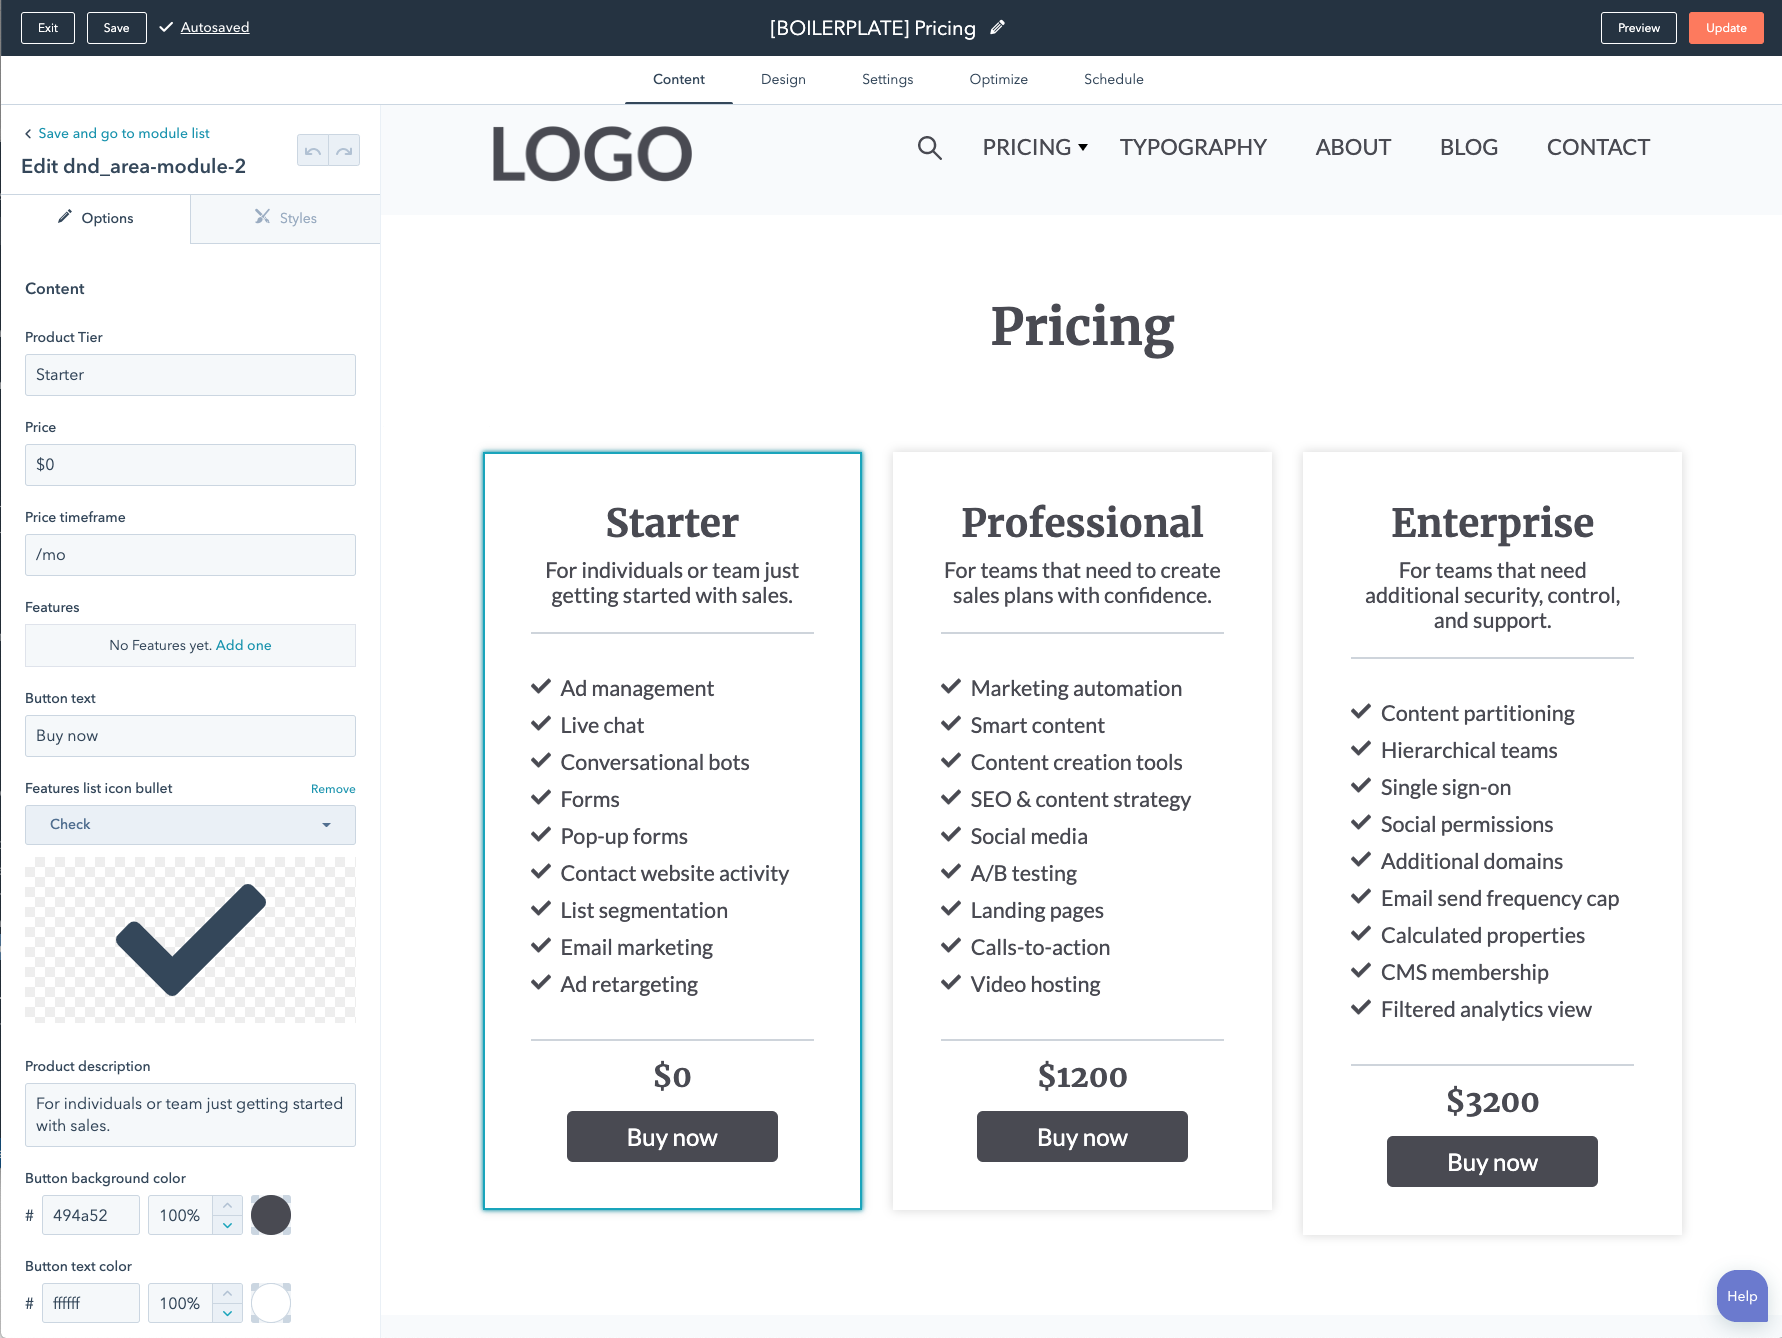 Exit
Save
Autosaved
[BOILERPLATE] Pricing
Preview
Update
Content
Design
Settings
Optimize
Schedule
Save and go to module list
Edit dnd_area-module-2
Options
Styles
Content
Product Tier
Starter
Price
$0
Price timeframe
/mo
Features
No Features yet. Add one
Button text
Buy now
Features list icon bullet
Remove
Check
Product description
For individuals or team just getting started
with sales.
Button background color
# 494a52 100%
Button text color
# ffffff 100%
LOGO
PRICING
TYPOGRAPHY
ABOUT
BLOG
CONTACT
Pricing
Starter
For individuals or team just
getting started with sales.
Ad management
Live chat
Conversational bots
Forms
Pop-up forms
Contact website activity
List segmentation
Email marketing
Ad retargeting
$0
Buy now
Professional
For teams that need to create
sales plans with confidence.
Marketing automation
Smart content
Content creation tools
SEO & content strategy
Social media
A/B testing
Landing pages
Calls-to-action
Video hosting
$1200
Buy now
Enterprise
For teams that need
additional security, control,
and support.
Content partitioning
Hierarchical teams
Single sign-on
Social permissions
Additional domains
Email send frequency cap
Calculated properties
CMS membership
Filtered analytics view
$3200
Buy now
Help